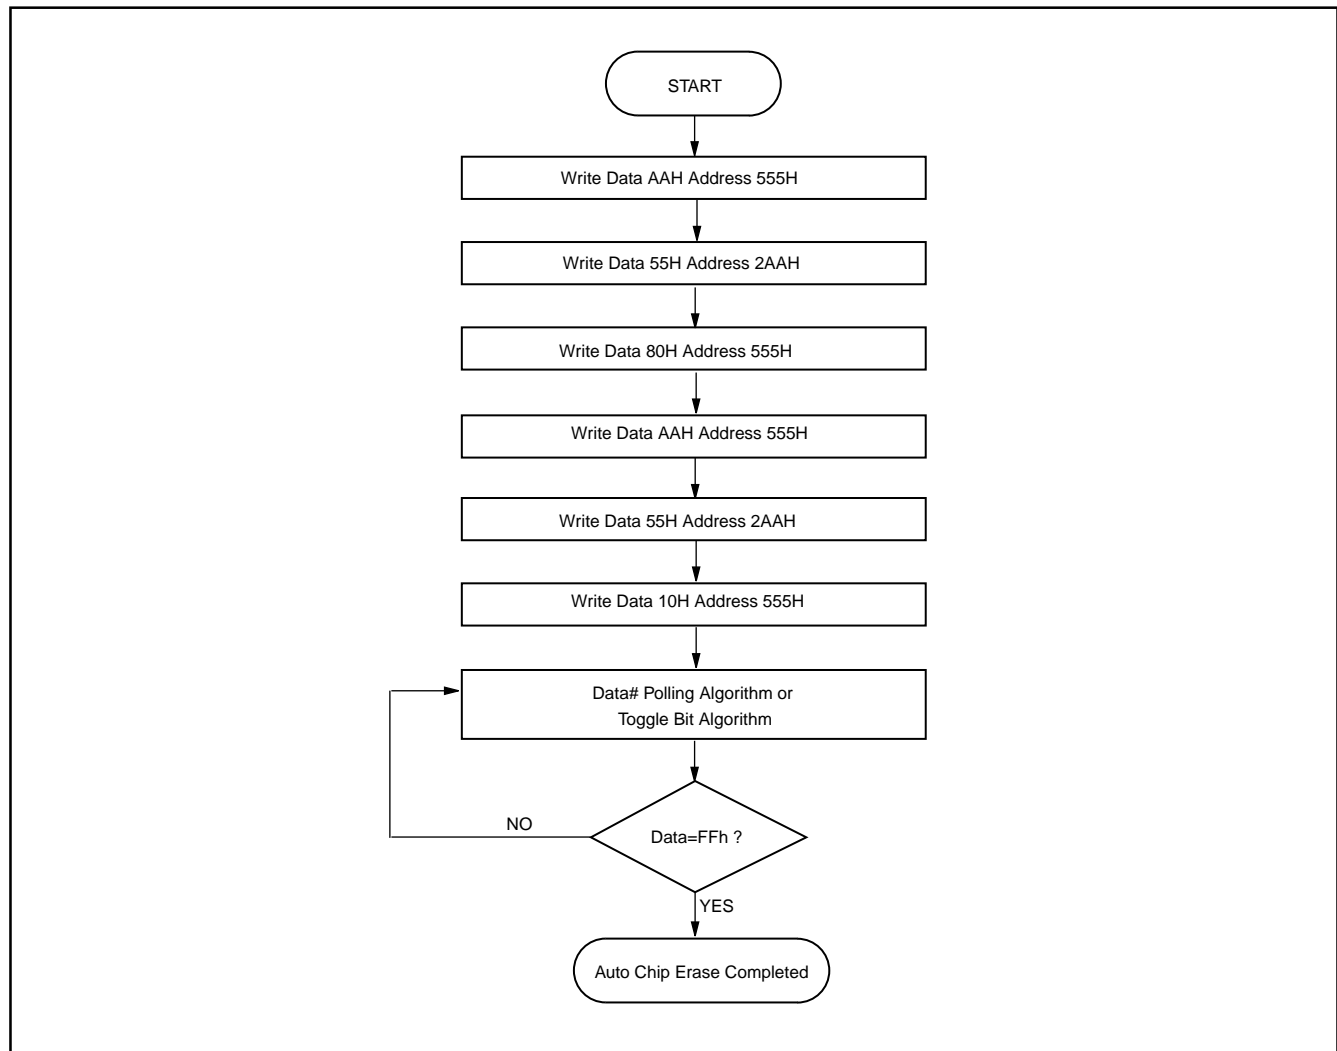 START
Write Data AAH Address 555H
Write Data 55H Address 2AAH
Write Data 80H Address 555H
Write Data AAH Address 555H
Write Data 55H Address 2AAH
Write Data 10H Address 555H
Data# Polling Algorithm or
Toggle Bit Algorithm
NO
Data=FFh ?
YES
Auto Chip Erase Completed